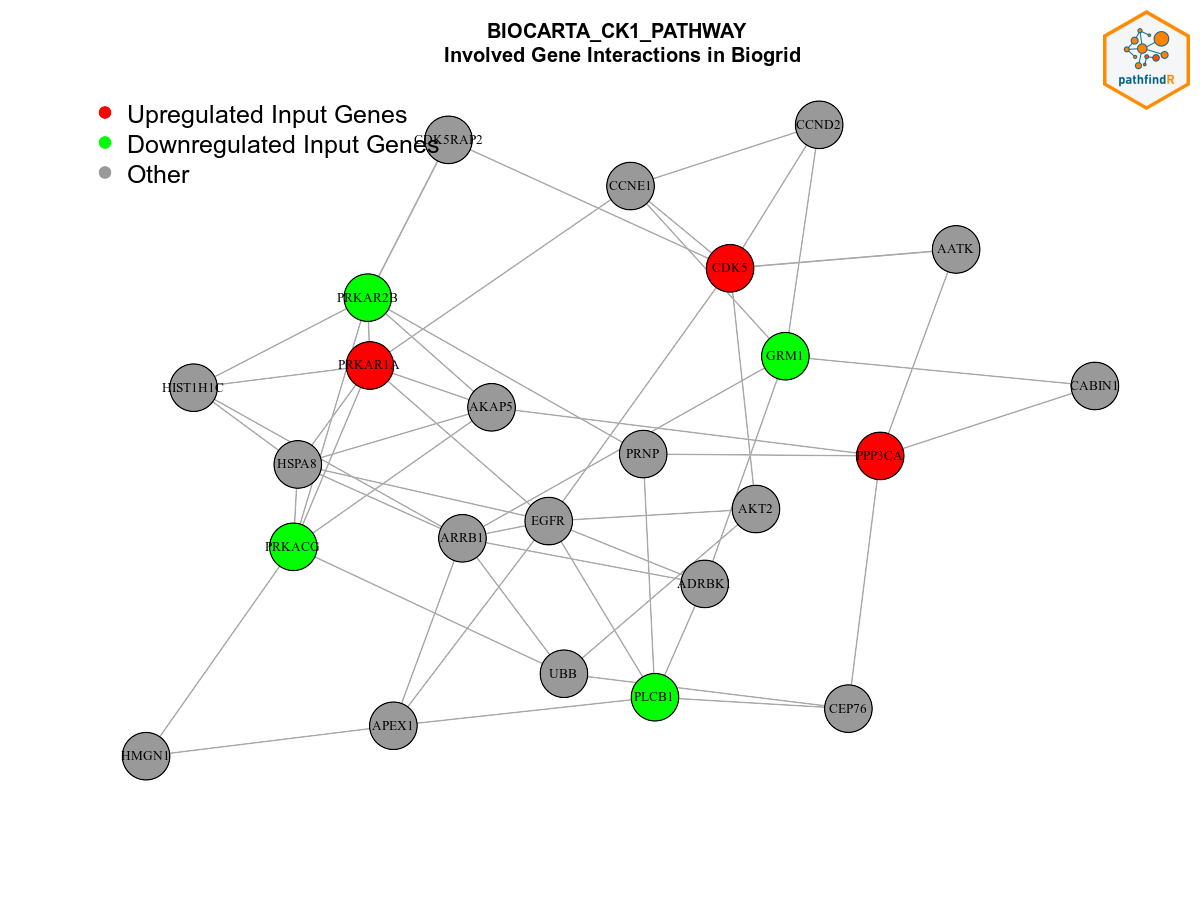 BIOCARTA_CK1_PATHWAY
Involved Gene Interactions in Biogrid
pathfindR
Upregulated Input Genes
Downregulated Input Genes
Other
CDK5RAP2
CCND2
CCNE1
AATK
CDK5
PRKAR2B
GRM1
PRKAR1A
HIST1H1C
CABIN1
AKAP5
PRNP
PPP3CA
HSPA8
AKT2
EGFR
ARRB1
PRKACG
ADRBK1
UBB
PLCB1
CEP76
APEX1
HMGN1